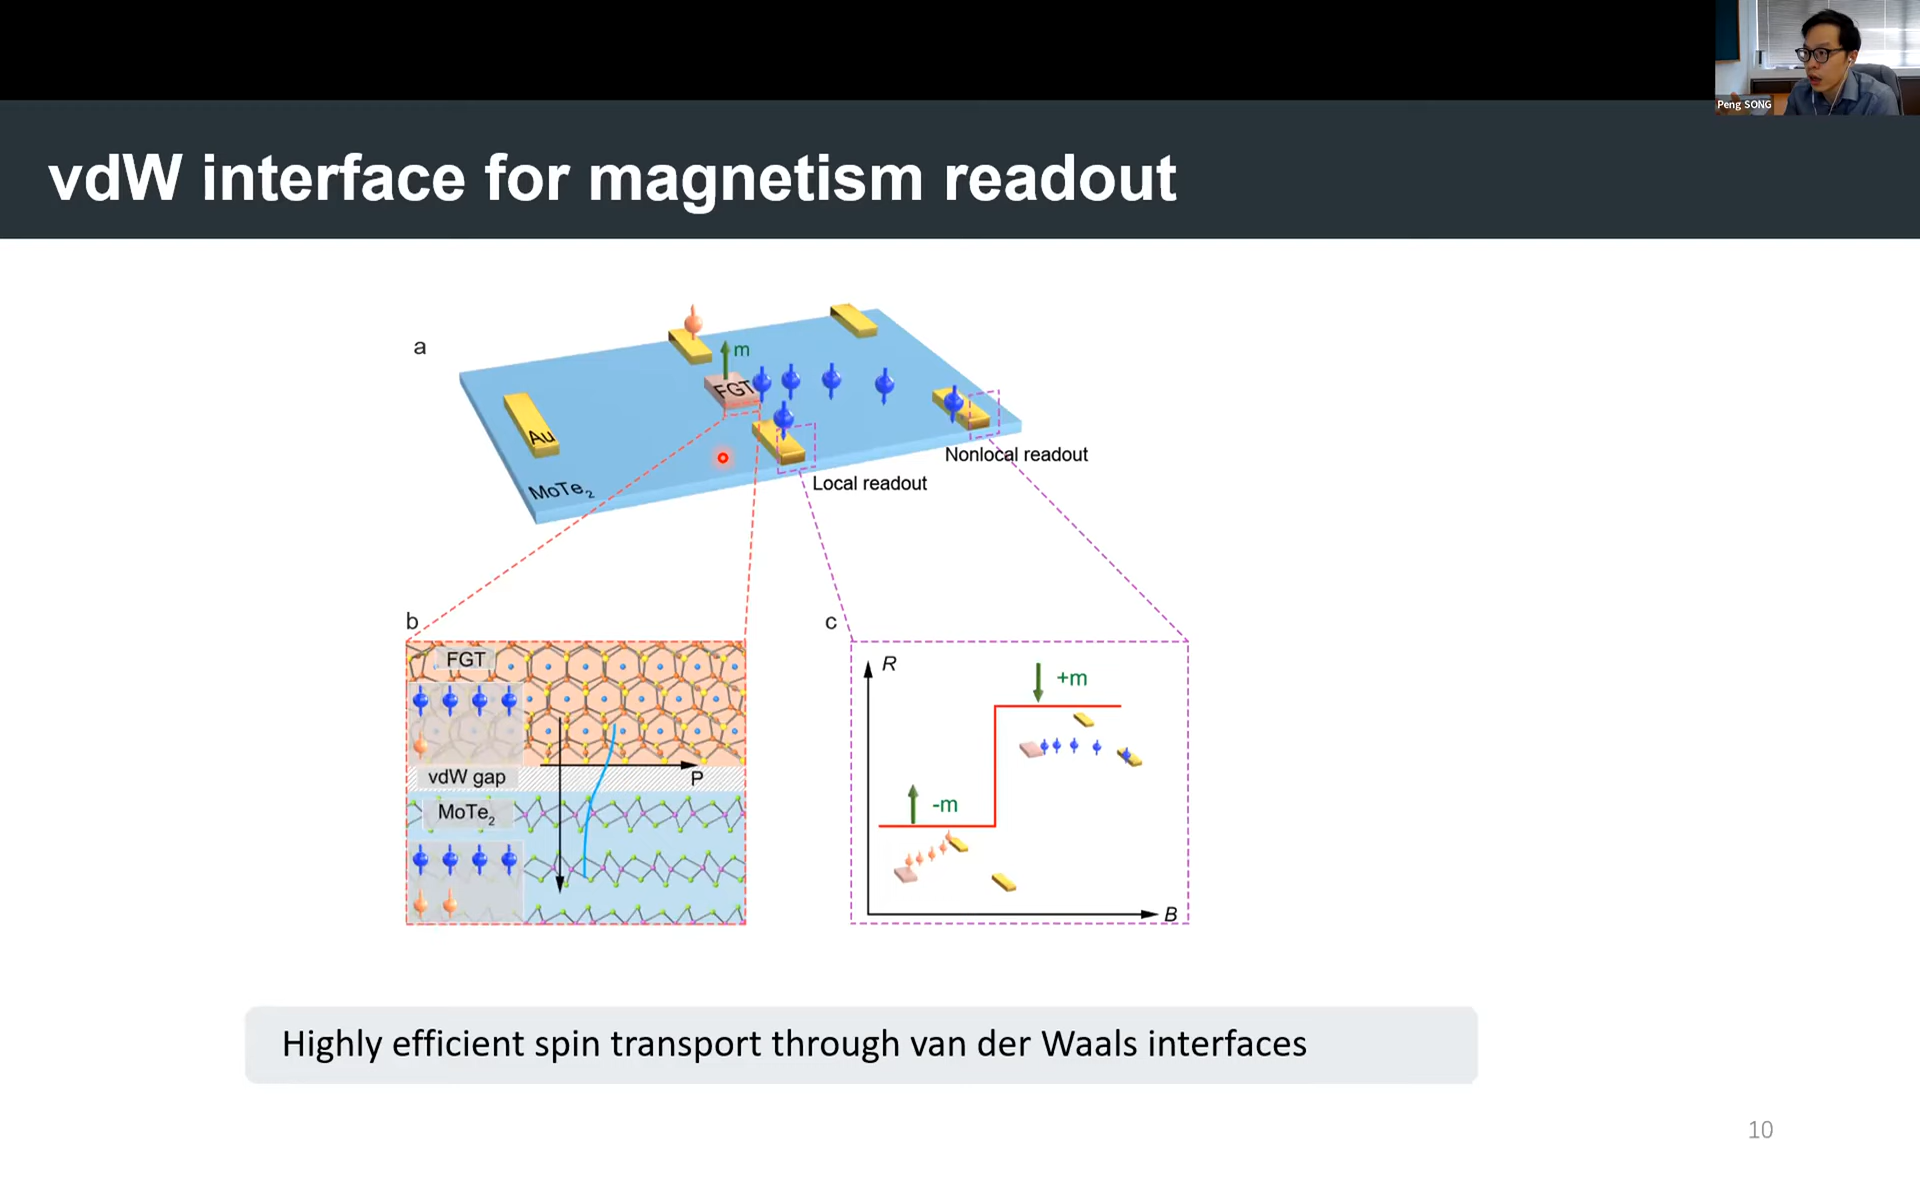 Peng SONG
vdW interface for magnetism readout
a
m
FGT
Au
MoTe2
Nonlocal readout
Local readout
b
FGT
vdW gap
P
MoTe2
c
R
+m
-m
B
Highly efficient spin transport through van der Waals interfaces
10